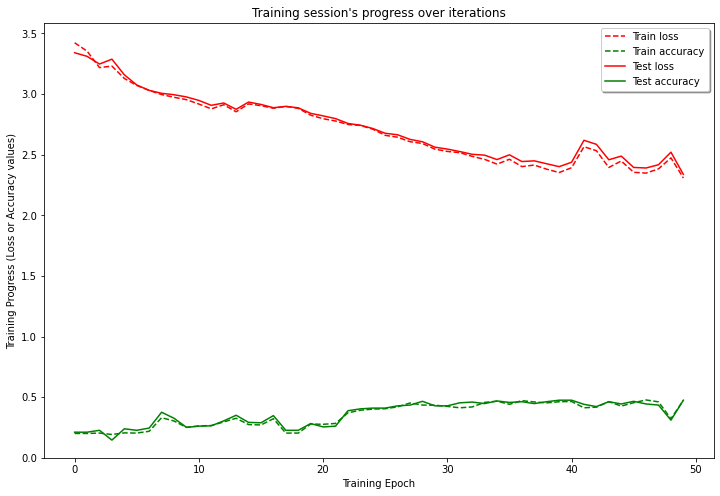 Training session's progress over iterations
Train loss
Train accuracy
Test loss
Test accuracy
Training Progress (Loss or Accuracy values)
3.5
3.0
2.5
2.0
1.5
1.0
0.5
0.0
0 10 20 30 40 50
Training Epoch